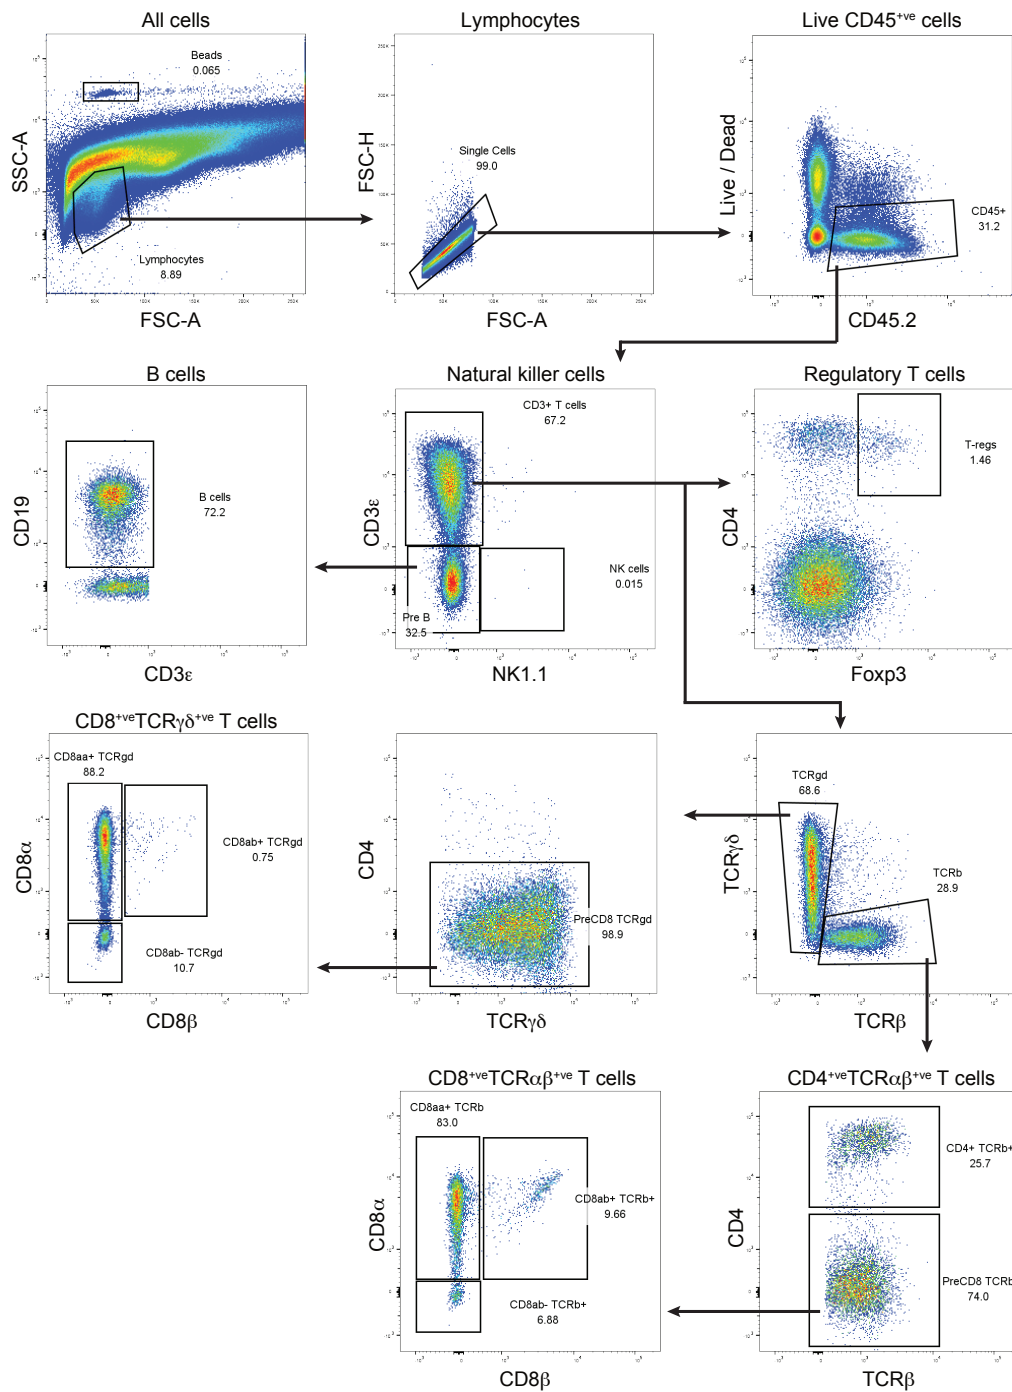 All cells
Lymphocytes
Live CD45+ve cells
Beads
0.065
Lymphocytes
8.89
SSC-A
FSC-A
Single Cells
99.0
FSC-H
FSC-A
CD45+
31.2
Live / Dead
CD45.2
B cells
Natural killer cells
Regulatory T cells
B cells
72.2
CD19
CD3ε
CD3+ T cells
67.2
NK cells
0.015
Pre B
32.5
CD3ε
NK1.1
T-regs
1.46
CD4
Foxp3
CD8+veTCRγδ+ve T cells
CD8aa+ TCRgd
88.2
CD8ab+ TCRgd
0.75
CD8ab- TCRgd
10.7
CD8α
CD8β
PreCD8 TCRgd
98.9
CD4
TCRγδ
TCRgd
68.6
TCRb
28.9
TCRγδ
TCRβ
CD8+veTCRαβ+ve T cells
CD4+veTCRαβ+ve T cells
CD8aa+ TCRb
83.0
CD8ab+ TCRb+
9.66
CD8ab- TCRb+
6.88
CD8α
CD8β
CD4+ TCRb+
25.7
PreCD8 TCRb
74.0
CD4
TCRβ